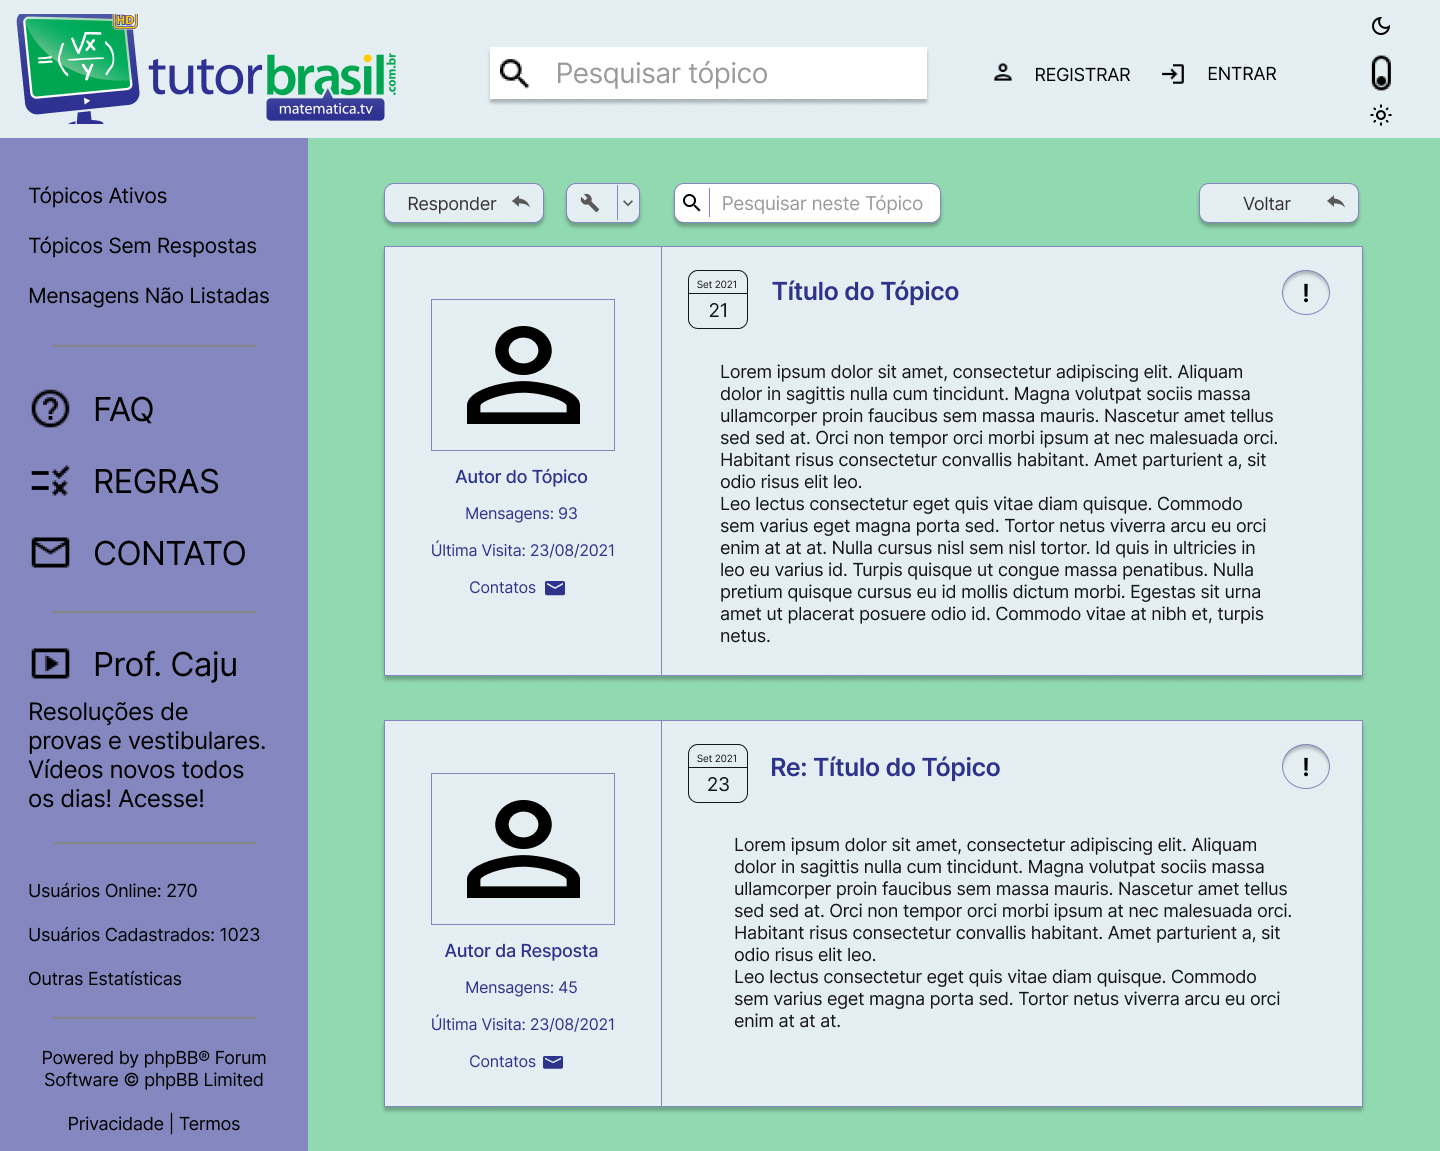 HD
=(√x/y)
tutorbrasil.com.br
matematica.tv
Pesquisar tópico
REGISTRAR
ENTRAR
Tópicos Ativos
Tópicos Sem Respostas
Mensagens Não Listadas
FAQ
REGRAS
CONTATO
Prof. Caju
Resoluções de
provas e vestibulares.
Vídeos novos todos
os dias! Acesse!
Usuários Online: 270
Usuários Cadastrados: 1023
Outras Estatísticas
Powered by phpBB® Forum
Software © phpBB Limited
Privacidade | Termos
Responder
Pesquisar neste Tópico
Voltar
Autor do Tópico
Mensagens: 93
Última Visita: 23/08/2021
Contatos
Set 2021
21
Título do Tópico
!
Lorem ipsum dolor sit amet, consectetur adipiscing elit. Aliquam
dolor in sagittis nulla cum tincidunt. Magna volutpat sociis massa
ullamcorper proin faucibus sem massa mauris. Nascetur amet tellus
sed sed at. Orci non tempor orci morbi ipsum at nec malesuada orci.
Habitant risus consectetur convallis habitant. Amet parturient a, sit
odio risus elit leo.
Leo lectus consectetur eget quis vitae diam quisque. Commodo
sem varius eget magna porta sed. Tortor netus viverra arcu eu orci
enim at at at. Nulla cursus nisl sem nisl tortor. Id quis in ultricies in
leo eu varius id. Turpis quisque ut congue massa penatibus. Nulla
pretium quisque cursus eu id mollis dictum morbi. Egestas sit urna
amet ut placerat posuere odio id. Commodo vitae at nibh et, turpis
netus.
Autor da Resposta
Mensagens: 45
Última Visita: 23/08/2021
Contatos
Set 2021
23
Re: Título do Tópico
!
Lorem ipsum dolor sit amet, consectetur adipiscing elit. Aliquam
dolor in sagittis nulla cum tincidunt. Magna volutpat sociis massa
ullamcorper proin faucibus sem massa mauris. Nascetur amet tellus
sed sed at. Orci non tempor orci morbi ipsum at nec malesuada orci.
Habitant risus consectetur convallis habitant. Amet parturient a, sit
odio risus elit leo.
Leo lectus consectetur eget quis vitae diam quisque. Commodo
sem varius eget magna porta sed. Tortor netus viverra arcu eu orci
enim at at at.